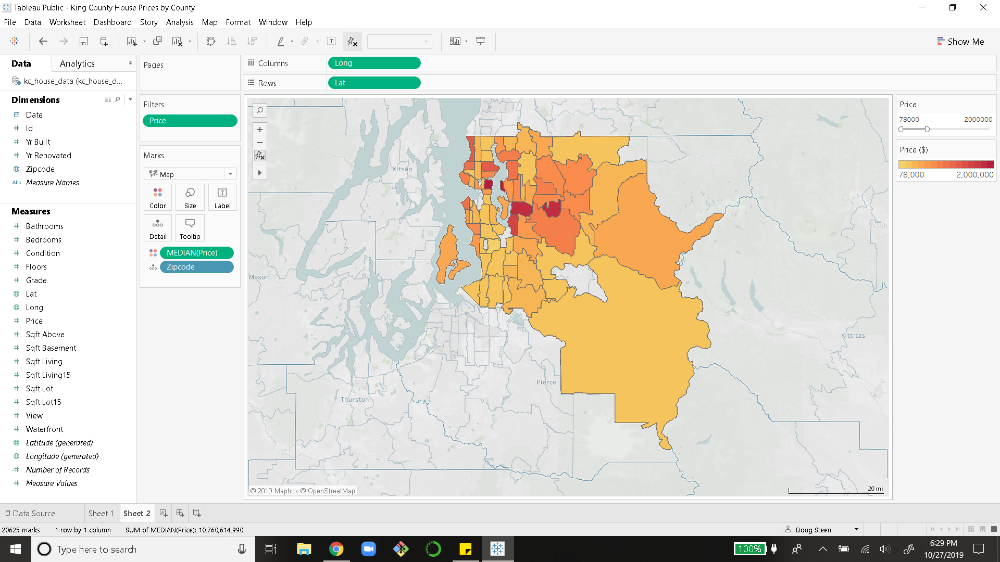 Tableau Public - King County House Prices by County
File Data Worksheet Dashboard Story Analysis Map Format Window Help
Show Me
Data
Analytics
kc_house_data (kc_house_d...
Dimensions
Date
Id
Yr Built
Yr Renovated
Zipcode
Abc Measure Names
Measures
Bathrooms
Bedrooms
Condition
Floors
Grade
Lat
Long
Price
Sqft Above
Sqft Basement
Sqft Living
Sqft Living15
Sqft Lot
Sqft Lot15
View
Waterfront
Latitude (generated)
Longitude (generated)
Number of Records
Measure Values
Pages
Filters
Price
Marks
Map
Color
Size
Label
Detail
Tooltip
MEDIAN(Price)
Zipcode
Columns
Long
Rows
Lat
Kitsap
Mason
Wash
Kittitas
Pierce
Thurston
© 2019 Mapbox © OpenStreetMap
20 mi
Price
78000 2000000
Price ($)
78,000 2,000,000
Data Source
Sheet 1
Sheet 2
20625 marks
1 row by 1 column
SUM of MEDIAN(Price): 10,760,614,990
Doug Steen
Type here to search
100%
6:29 PM
10/27/2019